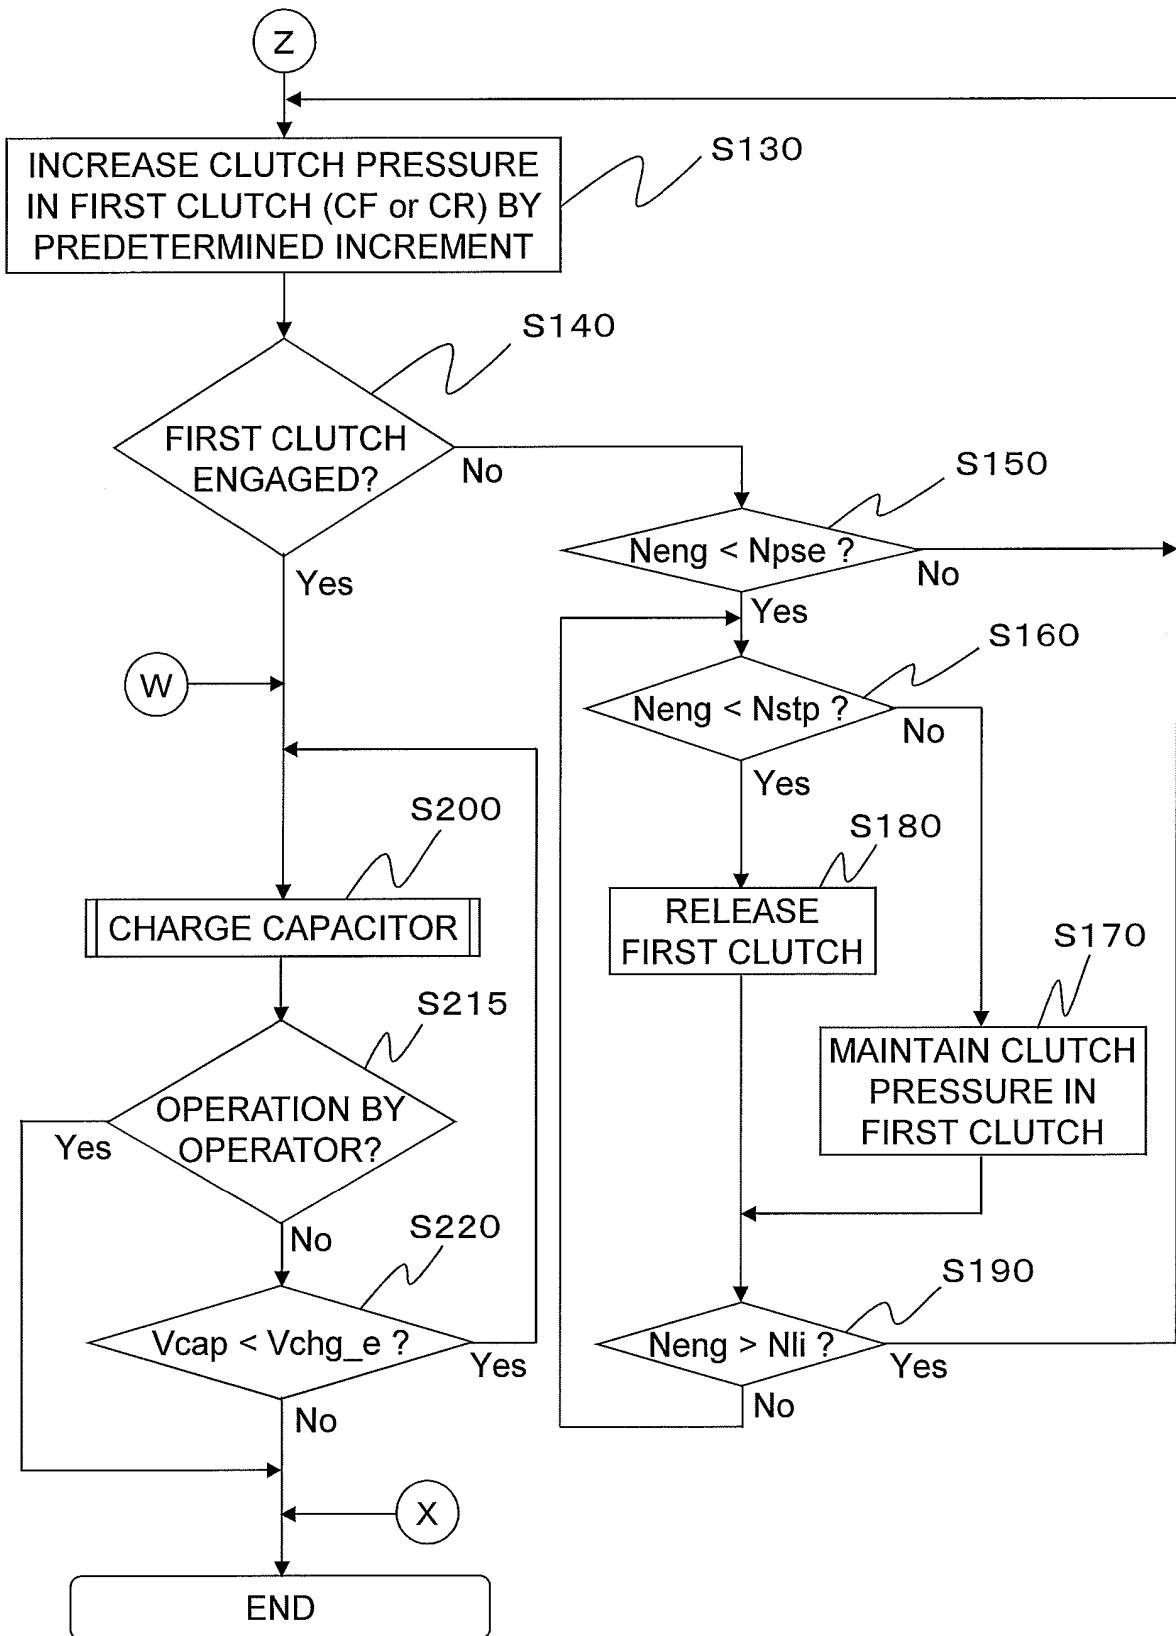 Z
INCREASE CLUTCH PRESSURE
IN FIRST CLUTCH (CF or CR) BY
PREDETERMINED INCREMENT
S130
S140
FIRST CLUTCH
ENGAGED?
No
Yes
S150
Neng < Npse ?
No
Yes
W
S160
Neng < Nstp ?
No
Yes
S200
CHARGE CAPACITOR
S180
RELEASE
FIRST CLUTCH
S170
MAINTAIN CLUTCH
PRESSURE IN
FIRST CLUTCH
S215
OPERATION BY
OPERATOR?
Yes
No
S220
Vcap < Vchg_e ?
Yes
No
S190
Neng > Nli ?
Yes
No
X
END